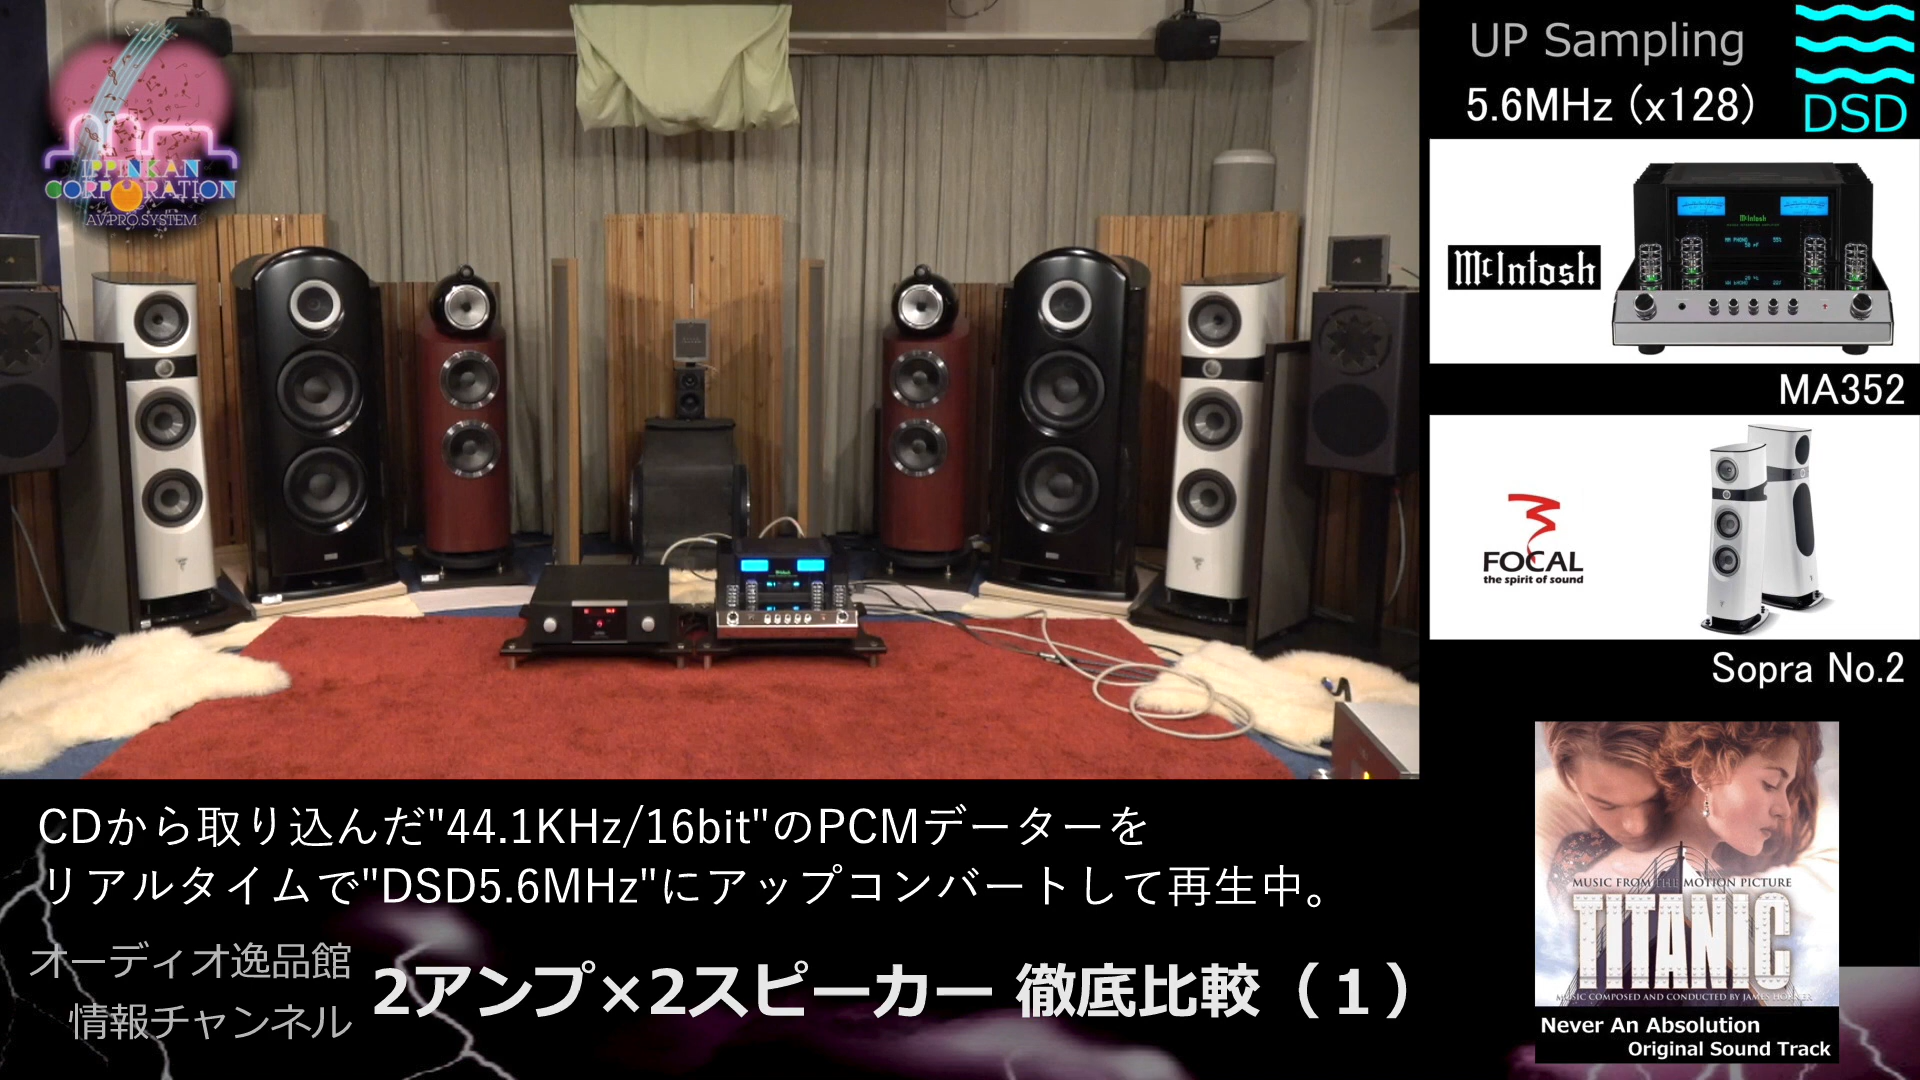 IPPINKAN
CORPORATION
AV PRO SYSTEM
UP Sampling
5.6MHz (x128)
DSD
McIntosh
McIntosh
MA352
FOCAL
the spirit of sound
Sopra No.2
CDから取り込んだ"44.1KHz/16bit"のPCMデーターを
リアルタイムで"DSD5.6MHz"にアップコンバートして再生中。
オーディオ逸品館
情報チャンネル
2アンプ×2スピーカー 徹底比較（１）
MUSIC FROM THE MOTION PICTURE
TITANIC
MUSIC COMPOSED AND CONDUCTED BY JAMES HORNER
Never An Absolution
Original Sound Track